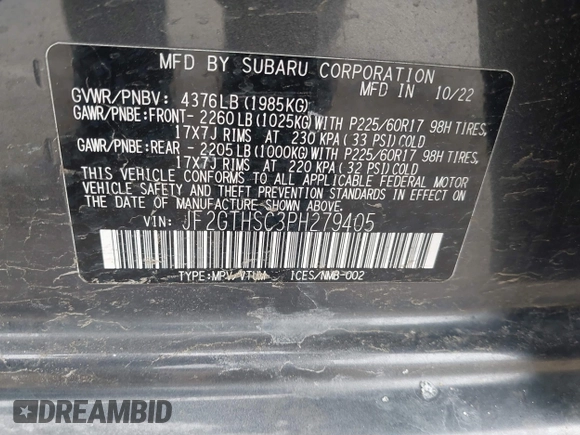 MFD BY SUBARU CORPORATION
MFD IN 10/22
GVWR/PNBV: 4376LB (1985KG)
GAWR/PNBE:FRONT- 2260LB (1025KG) WITH P225/60R17 98H TIRES,
17X7J RIMS AT 230 KPA (33 PSI) COLD
GAWR/PNBE:REAR - 2205LB (1000KG) WITH P225/60R17 98H TIRES,
17X7J RIMS AT 220 KPA (32 PSI) COLD
THIS VEHICLE CONFORMS TO ALL APPLICABLE FEDERAL MOTOR
VEHICLE SAFETY AND THEFT PREVENTION STANDARDS IN EFFECT ON
THE DATE OF MANUFACTURE SHOWN ABOVE.
VIN: JF2GTHSC3PH279405
TYPE:MPV/VTUM ICES/NMB-002
DREAMBID